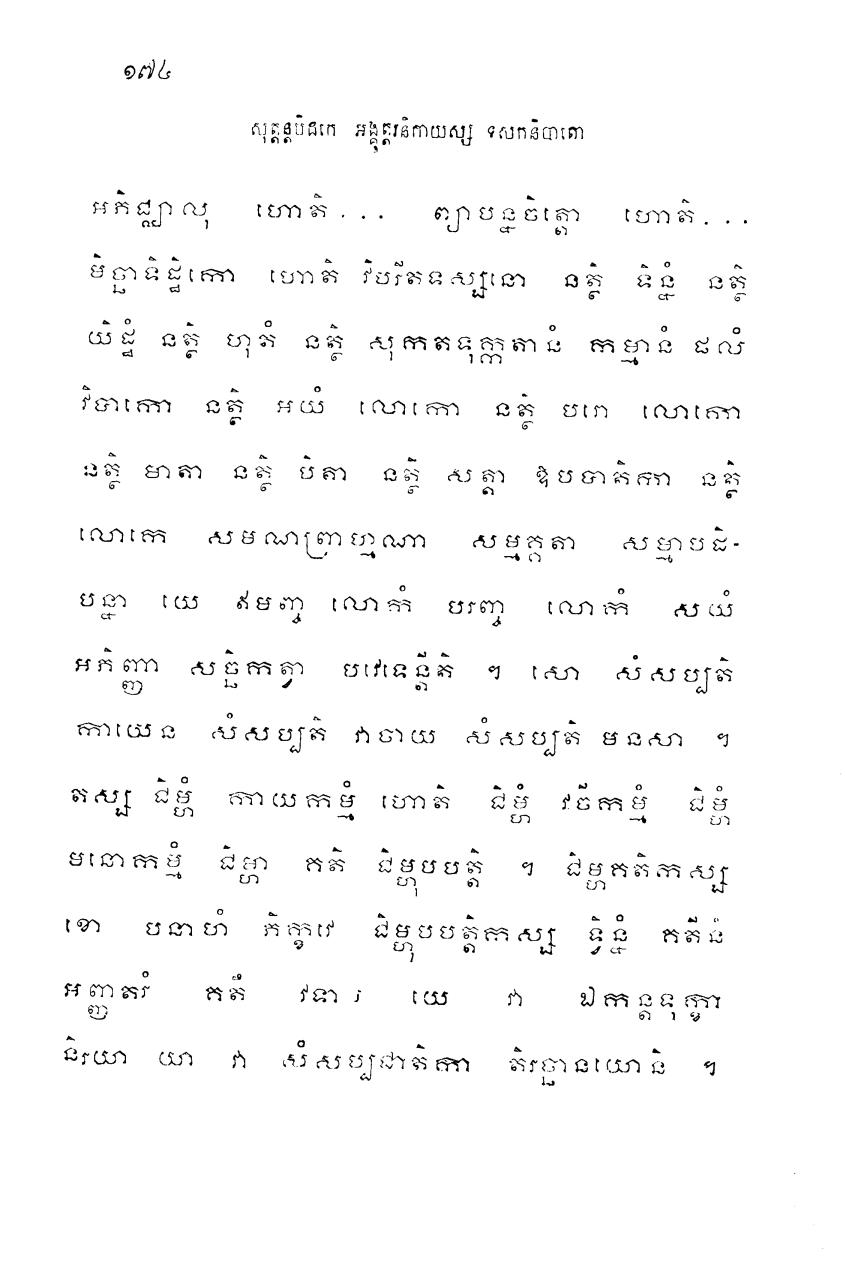 ១៧៤
សុត្តន្តបិដកេ អង្គុត្តរនិកាយស្ស ទសកនិបាតោ
អភិជ្ឈាលុ ហោតិ... ព្យាបន្នចិត្តោ ហោតិ...
មិច្ឆាទិដ្ឋិកោ ហោតិ វិបរីតទស្សនោ នត្ថិ ទិន្នំ នត្ថិ
យិដ្ឋំ នត្ថិ ហុតំ នត្ថិ សុកតទុក្កតានំ កម្មានំ ផលំ
វិបាកោ នត្ថិ អយំ លោកោ នត្ថិ បរោ លោកោ
នត្ថិ មាតា នត្ថិ បិតា នត្ថិ សត្តា ឱបបាតិកា នត្ថិ
លោកេ សមណព្រាហ្មណា សម្មគ្គតា សម្មាបដិ-
បន្នា យេ ឥមញ្ច លោកំ បរញ្ច លោកំ សយំ
អភិញ្ញា សច្ឆិកត្វា បវេទេន្តីតិ ។ សោ សំសប្បតិ
កាយេន សំសប្បតិ វាចាយ សំសប្បតិ មនសា ។
តស្ស ជិម្ហំ កាយកម្មំ ហោតិ ជិម្ហំ វចីកម្មំ ជិម្ហំ
មនោកម្មំ ជិម្ហា គតិ ជិម្ហុបបត្តិ ។ ជិម្ហគតិកស្ស
ខោ បនាហំ ភិក្ខវេ ជិម្ហុបបត្តិកស្ស ទ្វិន្នំ គតីនំ
អញ្ញតរំ គតឹ វទាមិ យេ វា ឯកន្តទុក្ខា
និរយា យា វា សំសប្បជាតិកា តិរច្ឆានយោនិ ។